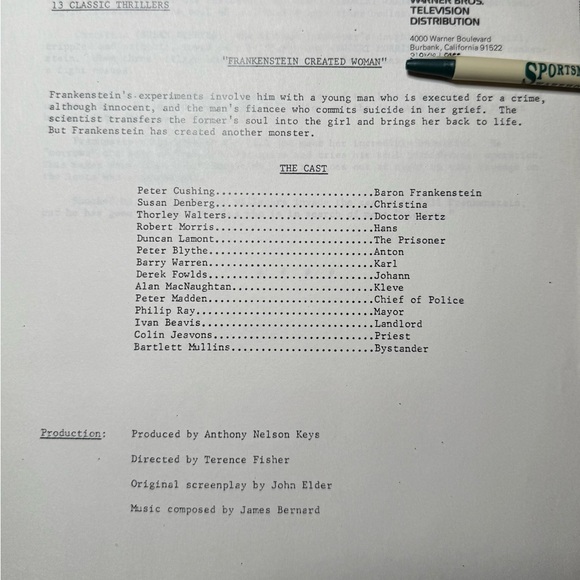 13 CLASSIC THRILLERS
WARNER BROS.
TELEVISION
DISTRIBUTION
4000 Warner Boulevard
Burbank, California 91522
"FRANKENSTEIN CREATED WOMAN"
SPORTSM
Frankenstein's experiments involve him with a young man who is executed for a crime,
although innocent, and the man's fiancee who commits suicide in her grief. The
scientist transfers the former's soul into the girl and brings her back to life.
But Frankenstein has created another monster.
THE CAST
Peter Cushing..........................Baron Frankenstein
Susan Denberg..........................Christina
Thorley Walters........................Doctor Hertz
Robert Morris..........................Hans
Duncan Lamont..........................The Prisoner
Peter Blythe...........................Anton
Barry Warren...........................Karl
Derek Fowlds...........................Johann
Alan MacNaughtan.......................Kleve
Peter Madden...........................Chief of Police
Philip Ray.............................Mayor
Ivan Beavis............................Landlord
Colin Jeavons..........................Priest
Bartlett Mullins.......................Bystander
Production: Produced by Anthony Nelson Keys
Directed by Terence Fisher
Original screenplay by John Elder
Music composed by James Bernard